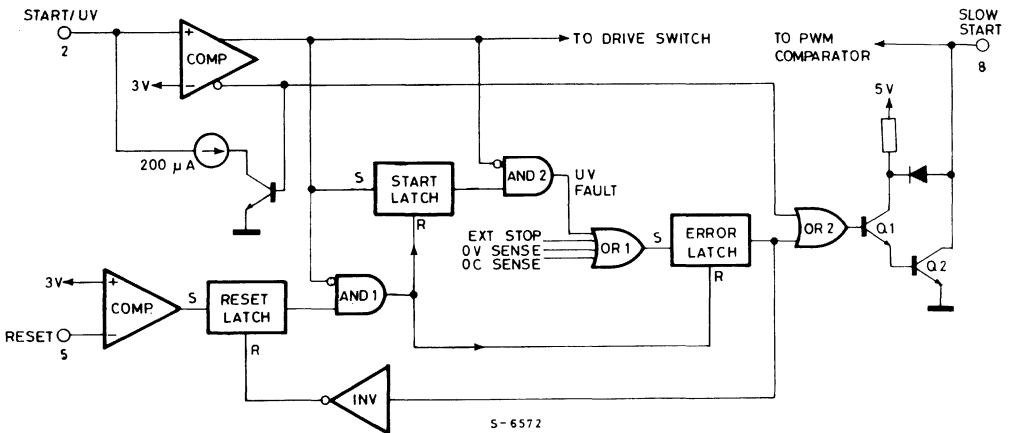 START/UV
2
+
COMP.
3V
−
TO DRIVE SWITCH
TO PWM
COMPARATOR
SLOW
START
8
5V
200 µA
S
START
LATCH
R
AND 2
UV
FAULT
EXT STOP
OV SENSE
OC SENSE
OR 1
S
ERROR
LATCH
R
OR 2
Q1
Q2
3V
+
COMP.
−
RESET
5
S
RESET
LATCH
R
AND 1
INV
S-6572